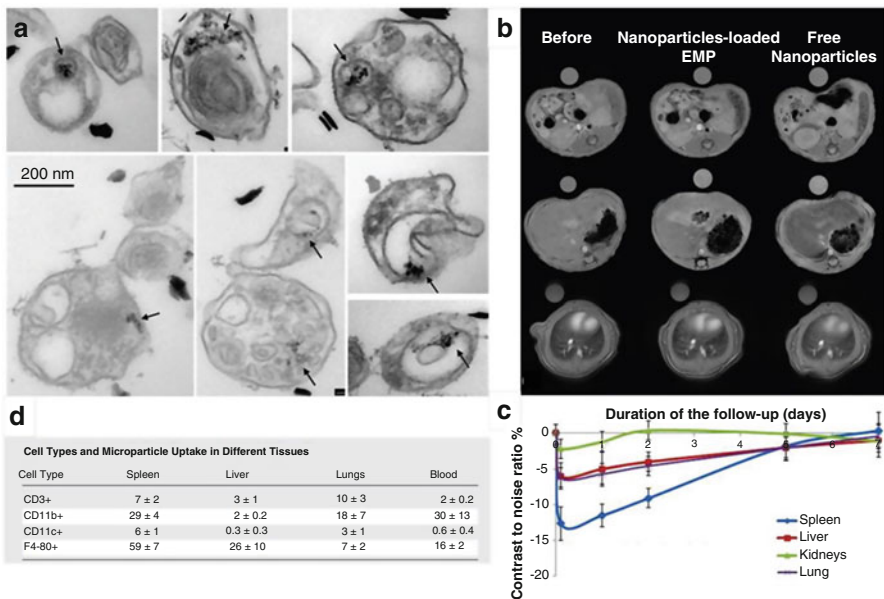 a
200 nm
b
Before
Nanoparticles-loaded
EMP
Free
Nanoparticles
d
Cell Types and Microparticle Uptake in Different Tissues
Cell Type Spleen Liver Lungs Blood
CD3+ 7 ± 2 3 ± 1 10 ± 3 2 ± 0.2
CD11b+ 29 ± 4 2 ± 0.2 18 ± 7 30 ± 13
CD11c+ 6 ± 1 0.3 ± 0.3 3 ± 1 0.6 ± 0.4
F4-80+ 59 ± 7 26 ± 10 7 ± 2 16 ± 2
c
Duration of the follow-up (days)
0 1 2 3 4 5 6 7
Contrast to noise ratio %
0
-5
-10
-15
-20
Spleen
Liver
Kidneys
Lung